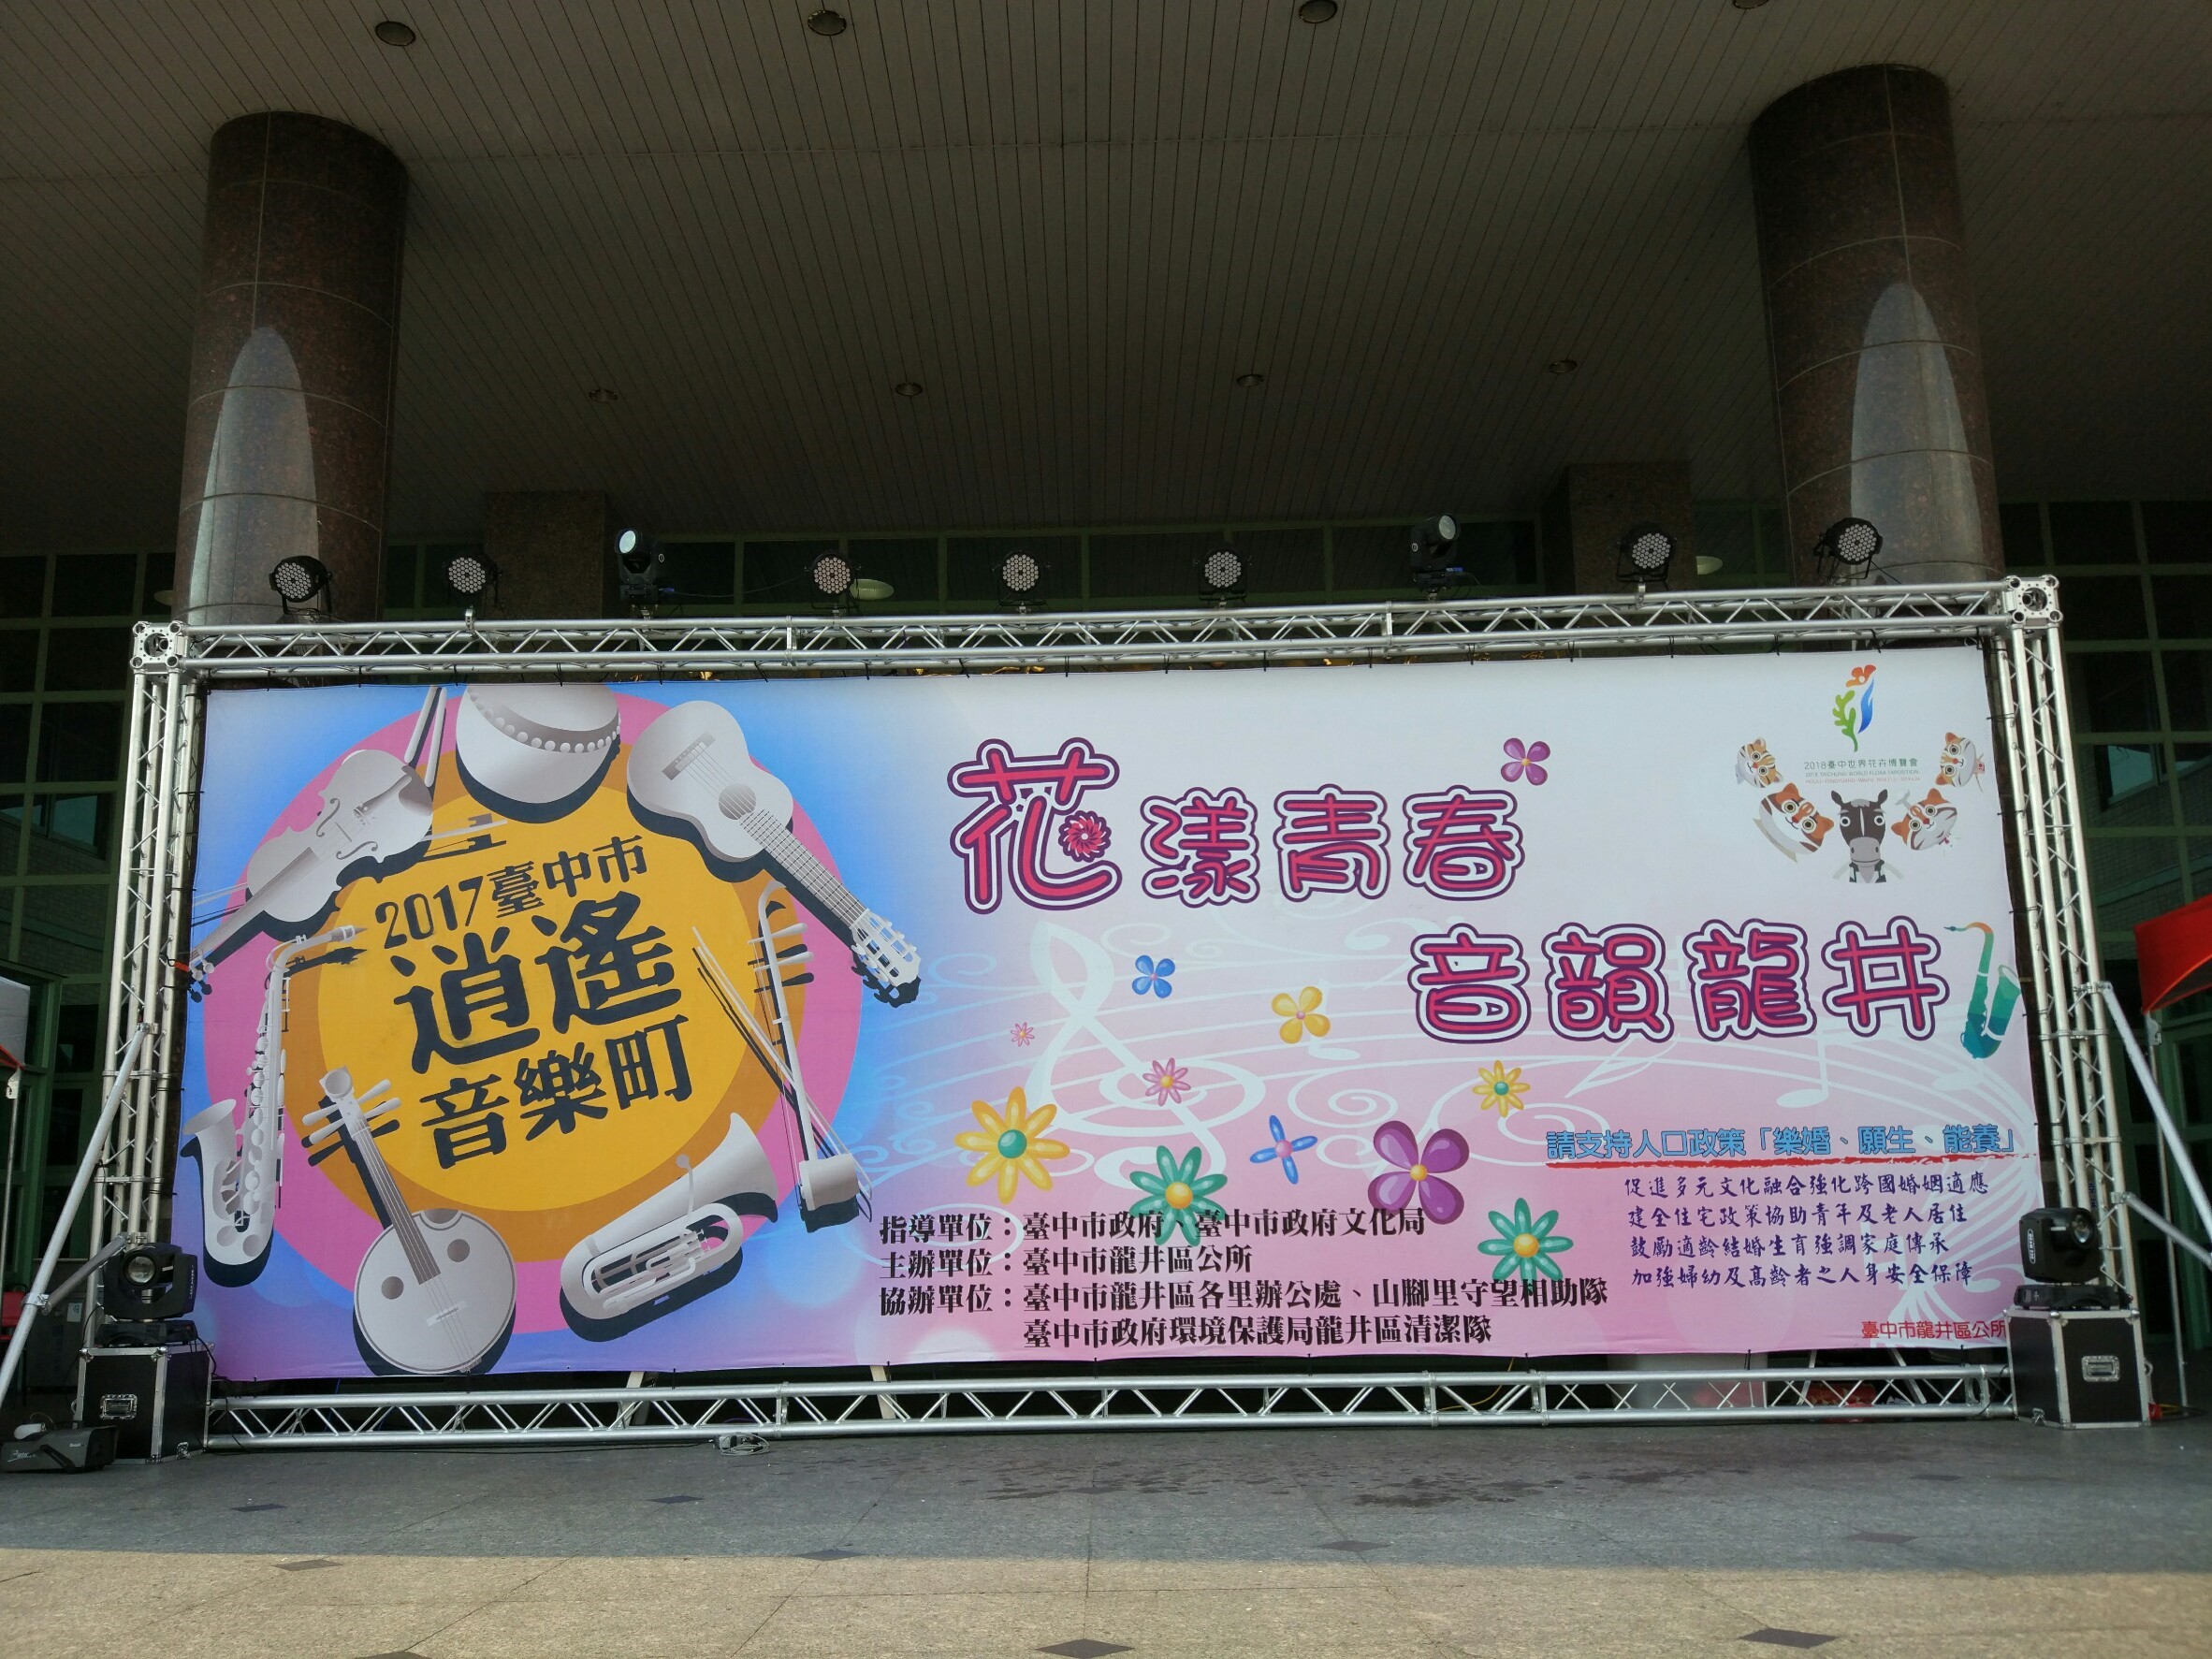 2017臺中市
逍遙
音樂町
花漾青春
音韻龍井
2018臺中世界花卉博覽會
2018 TAICHUNG WORLD FLORA EXPOSITION
請支持人口政策「樂婚、願生、能養」
促進多元文化融合強化跨國婚姻適應
建全住宅政策協助青年及老人居住
鼓勵適齡結婚生育強調家庭傳承
加強婦幼及高齡者之人身安全保障
指導單位：臺中市政府、臺中市政府文化局
主辦單位：臺中市龍井區公所
協辦單位：臺中市龍井區各里辦公處、山腳里守望相助隊
臺中市政府環境保護局龍井區清潔隊
臺中市龍井區公所